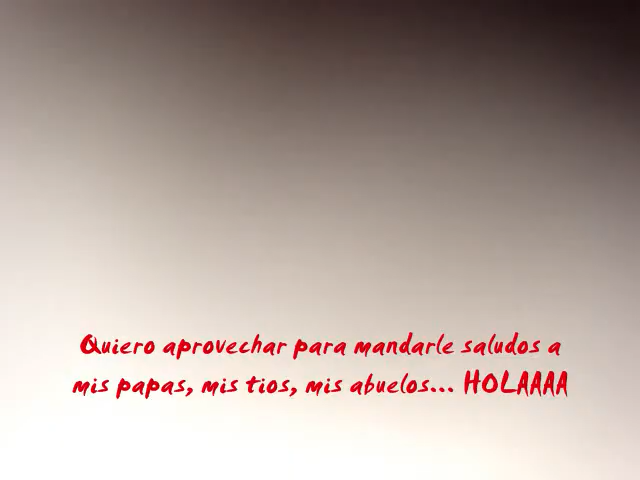 Quiero aprovechar para mandarle saludos a
mis papas, mis tios, mis abuelos... HOLAAAA